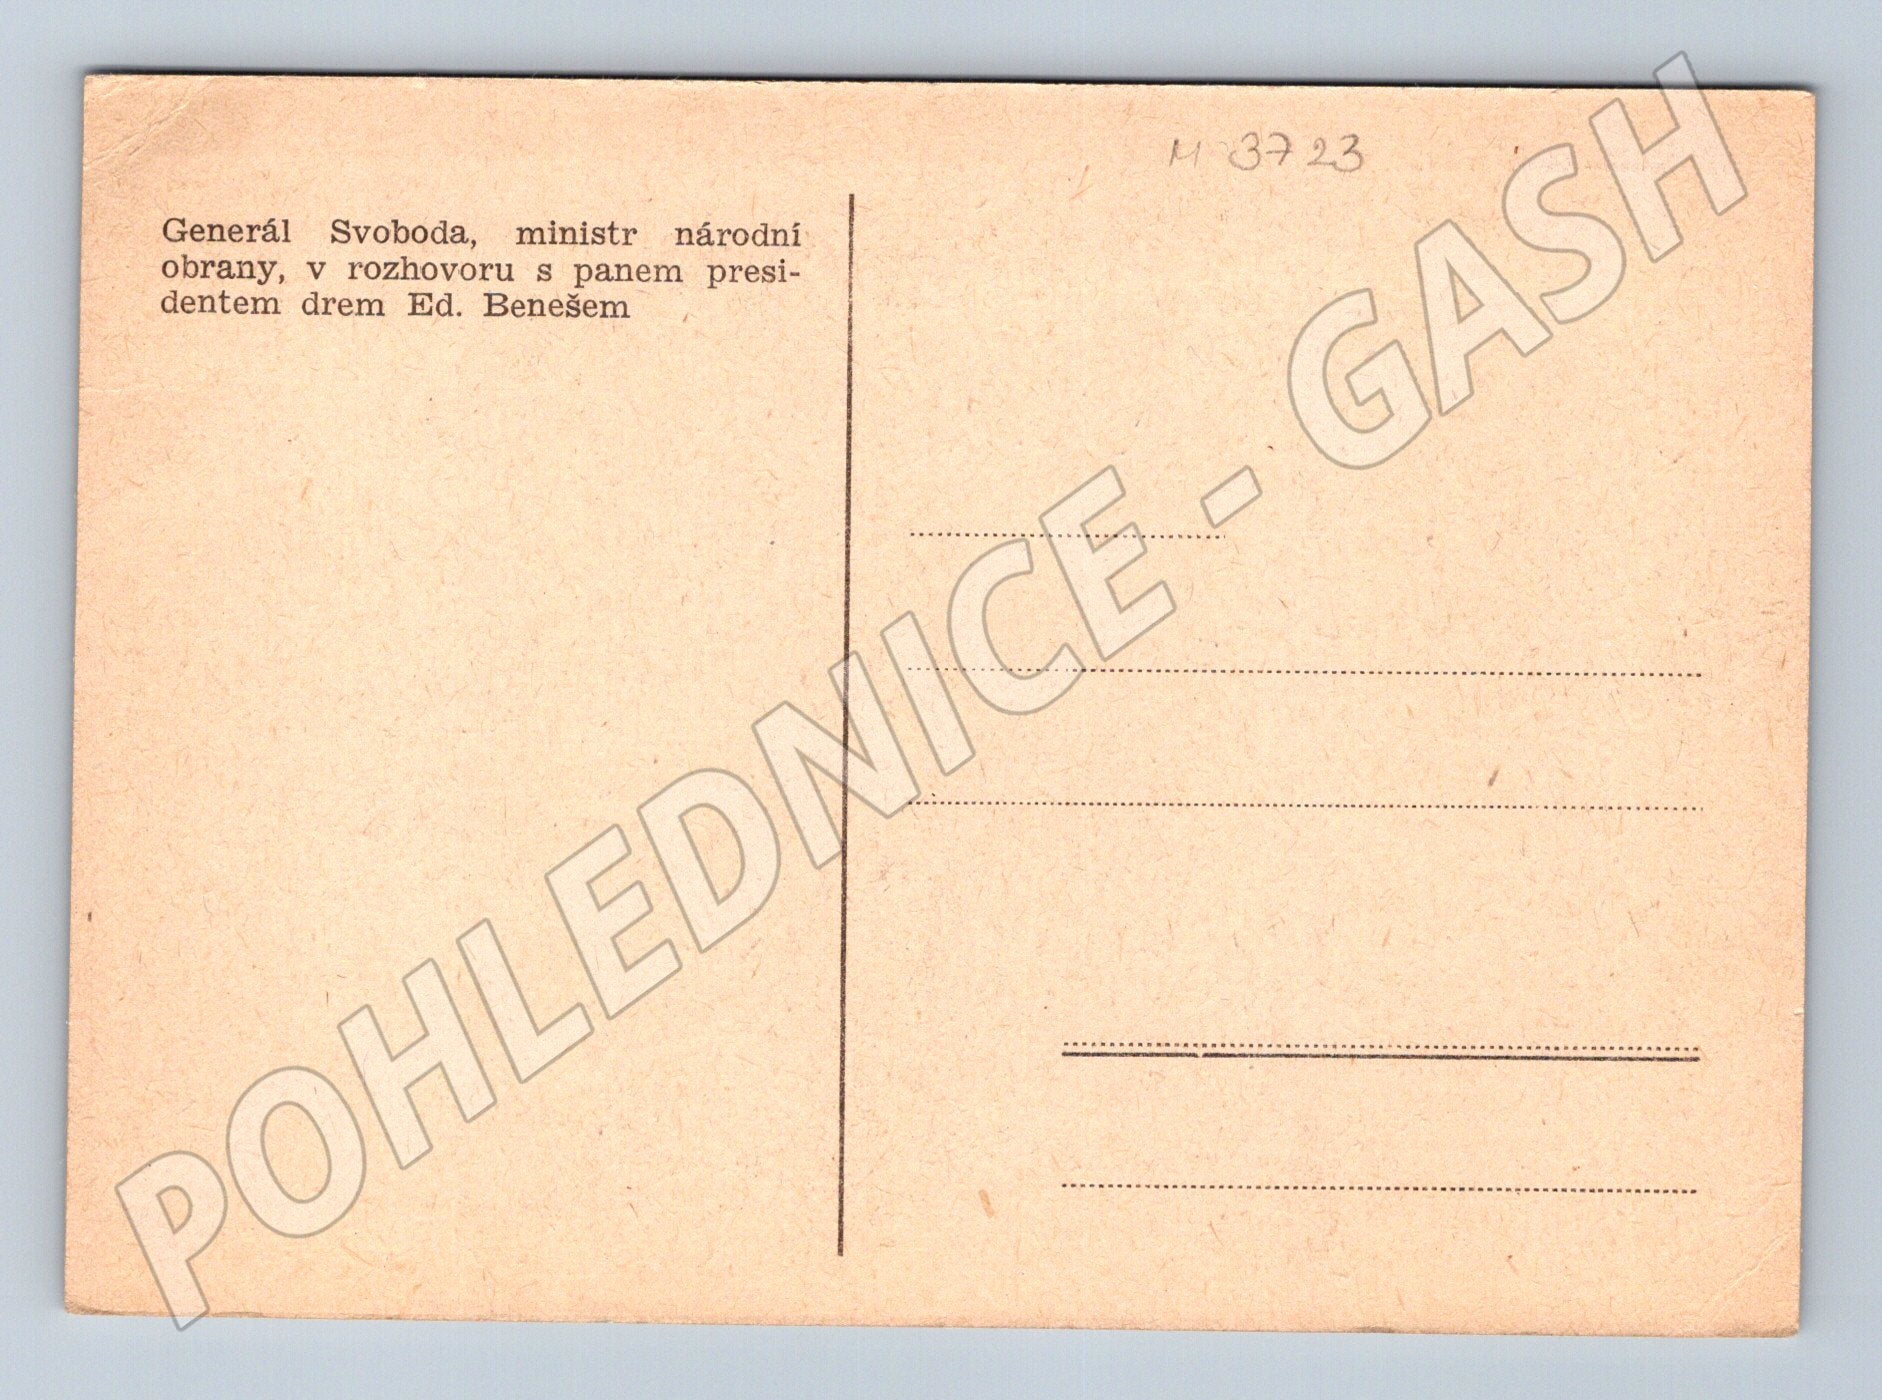 M 3723
Generál Svoboda, ministr národní
obrany, v rozhovoru s panem presi-
dentem drem Ed. Benešem
POHLEDNICE - GASH